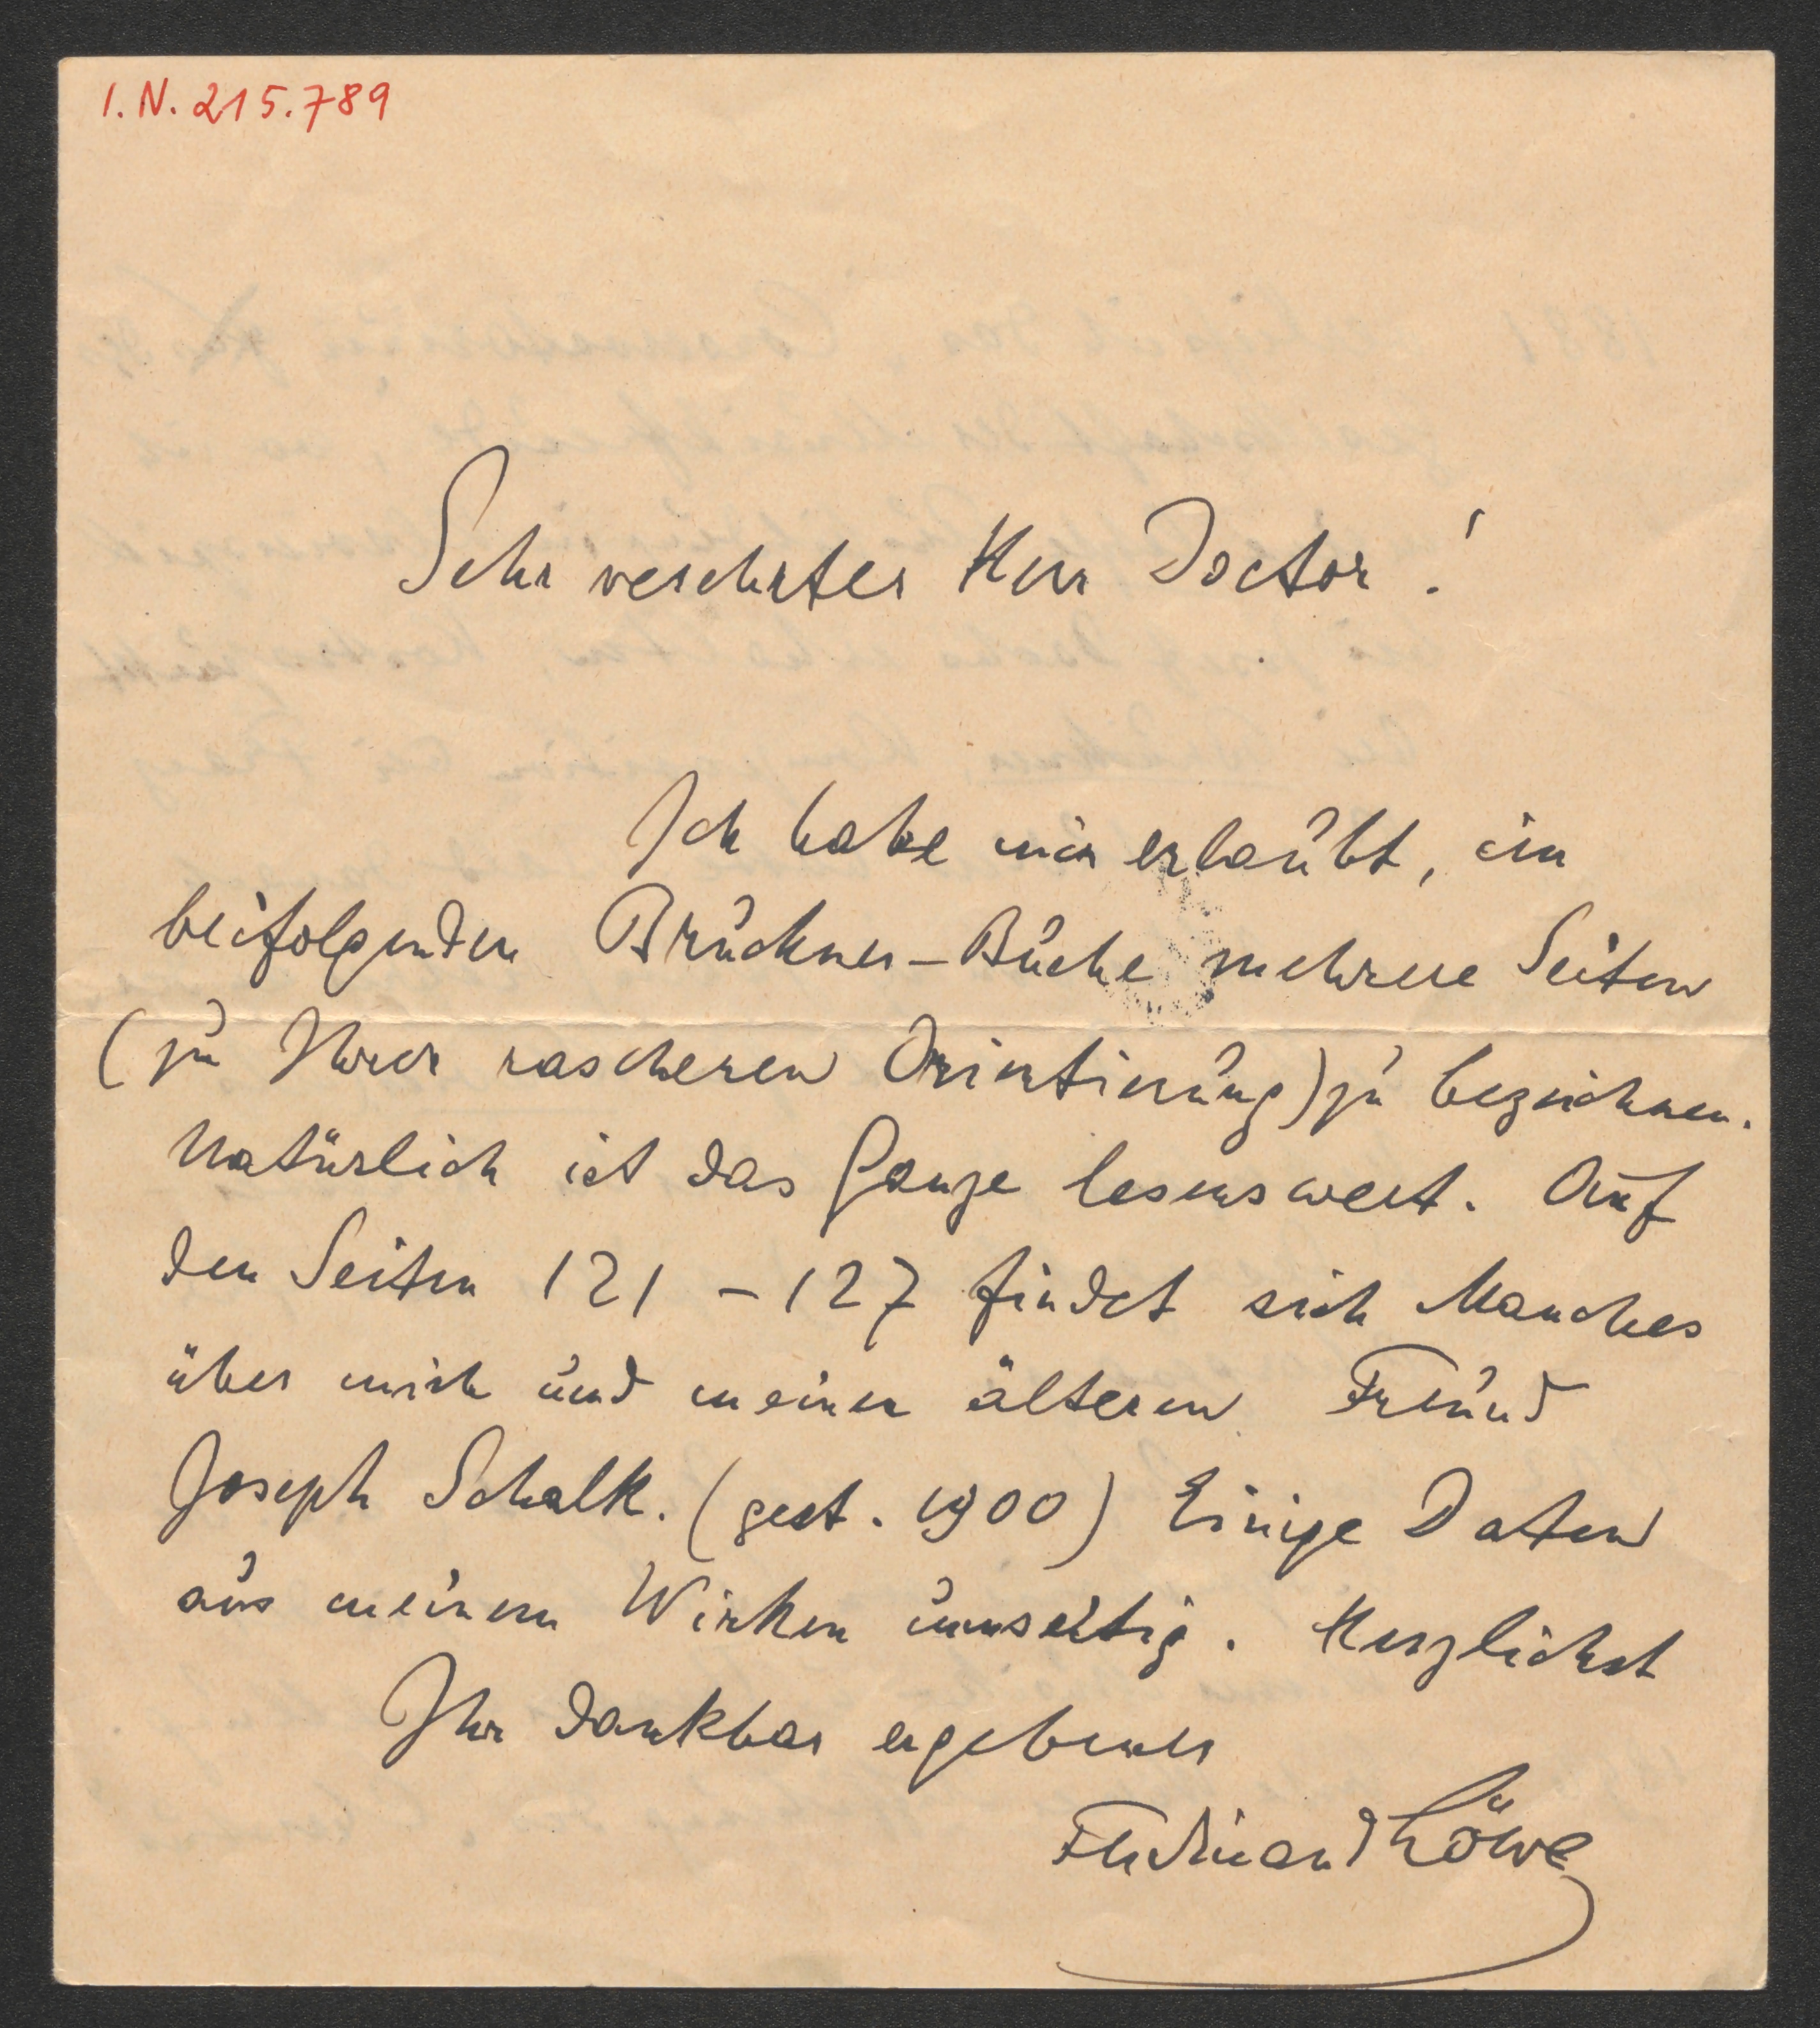 I.N. 215.789
Sehr verehrter Herr Doctor!
Ich habe mir erlaubt, im
beifolgenden Bruckner-Buche mehrere Seiten
(zu Ihrer rascheren Orientierung) zu bezeichnen.
Natürlich ist das Ganze lesenswert. Auf
den Seiten 121 - 127 findet sich Manches
über mich und meinen älteren Freund
Joseph Schalk. (gest. 1900) Einige Daten
aus meinem Wirken umseitig. Herzlichst
Ihr dankbar ergebener
Ferdinand Löwe